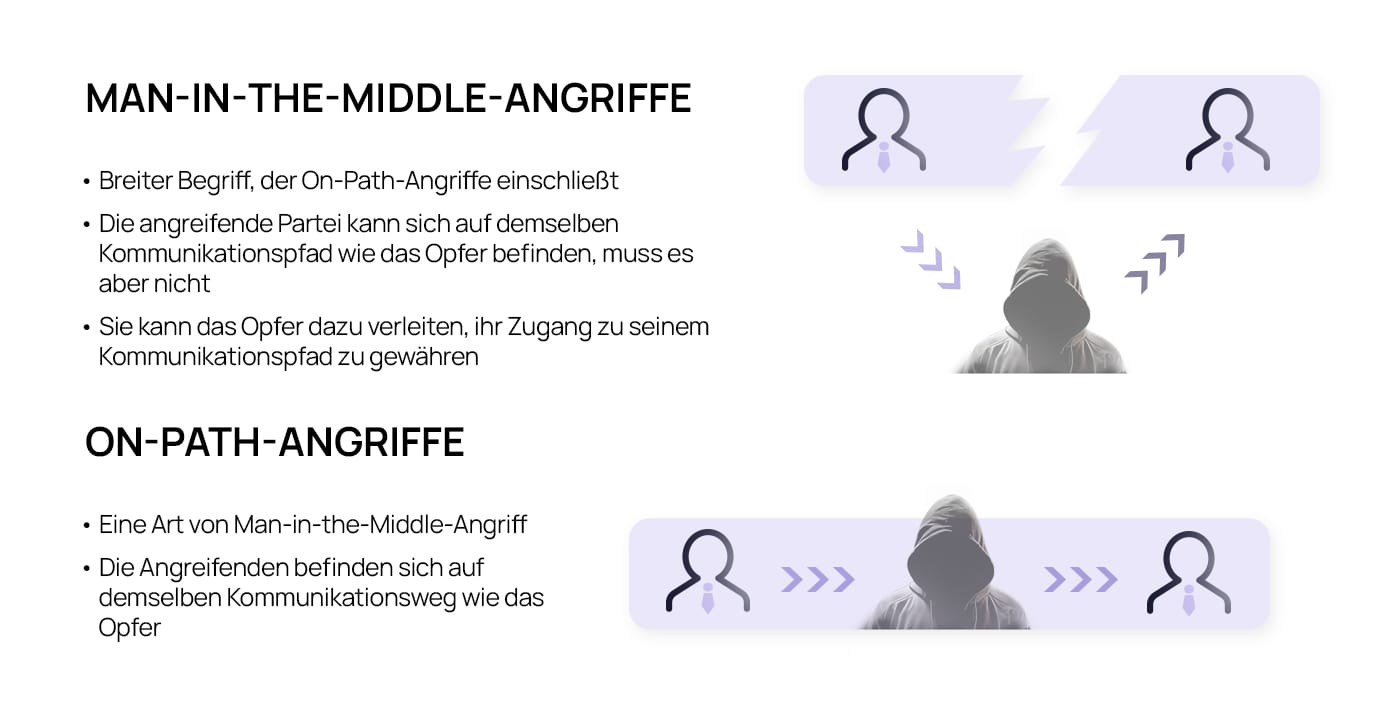 MAN-IN-THE-MIDDLE-ANGRIFFE
• Breiter Begriff, der On-Path-Angriffe einschließt
• Die angreifende Partei kann sich auf demselben
Kommunikationspfad wie das Opfer befinden, muss es
aber nicht
• Sie kann das Opfer dazu verleiten, ihr Zugang zu seinem
Kommunikationspfad zu gewähren
ON-PATH-ANGRIFFE
• Eine Art von Man-in-the-Middle-Angriff
• Die Angreifenden befinden sich auf
demselben Kommunikationsweg wie das
Opfer